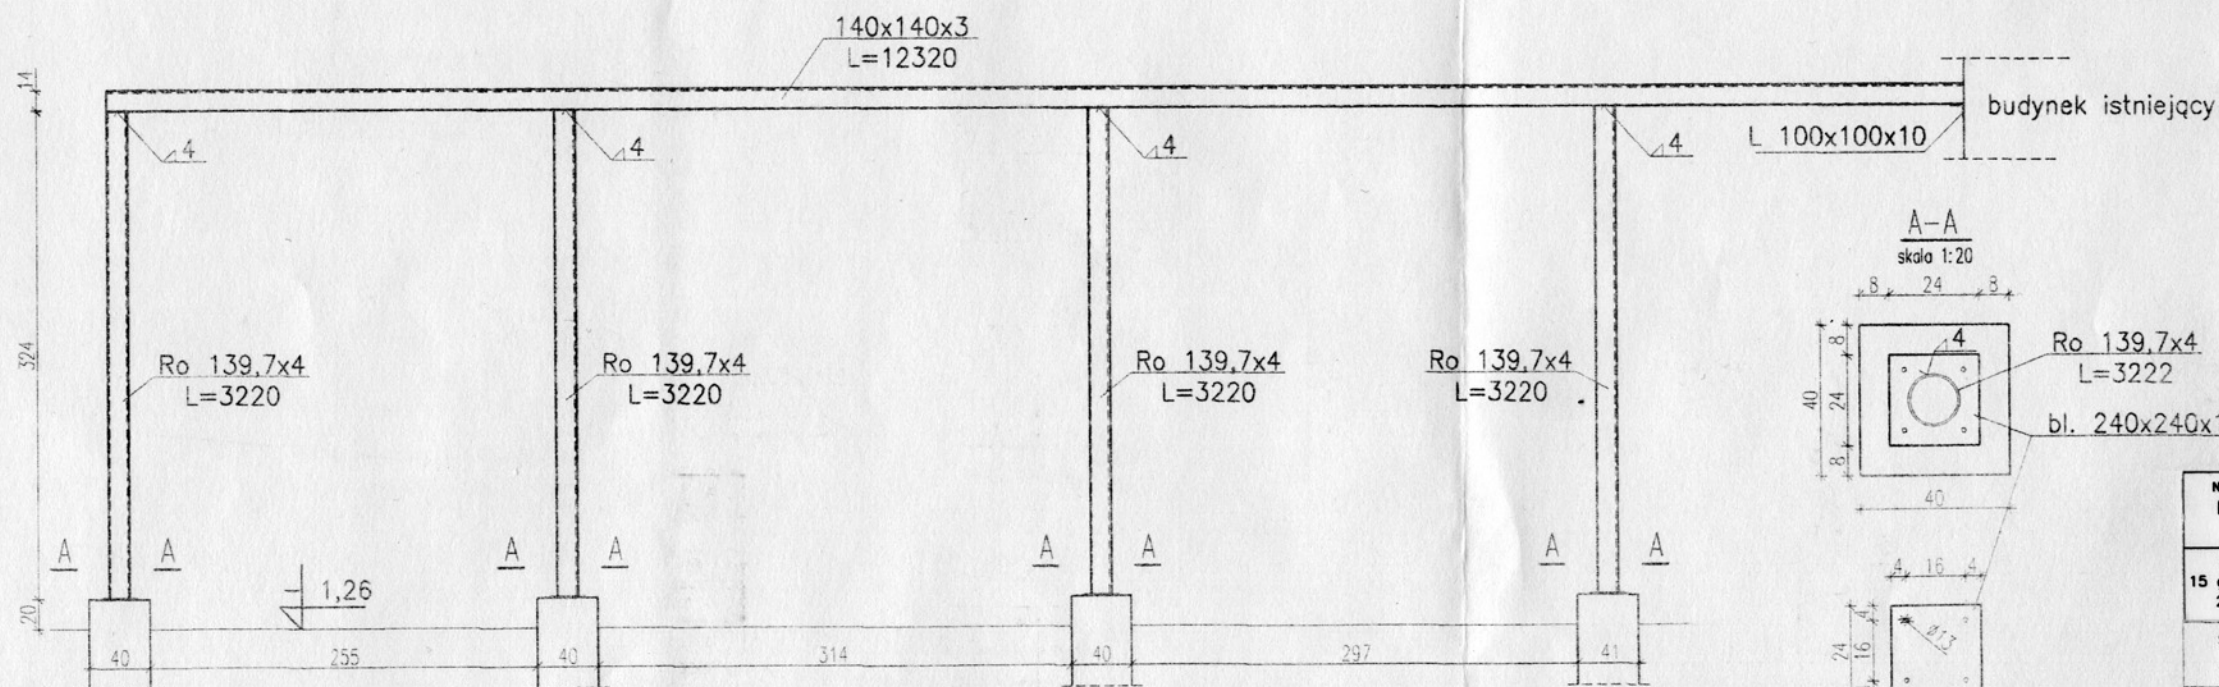 140x140x3
L=12320
14
budynek istniejący
4
4
4
4
L 100x100x10
A-A
skala 1:20
8 24 8
324
Ro 139,7x4
L=3220
Ro 139,7x4
L=3220
Ro 139,7x4
L=3220
Ro 139,7x4
L=3220
4
Ro 139,7x4
L=3222
40
8
24
8
bl. 240x240x
40
A A
A A
A A
A A
- 1,26
20
4 16 4
15
40 255 40 314 40 297 41
24
4
16
ø13